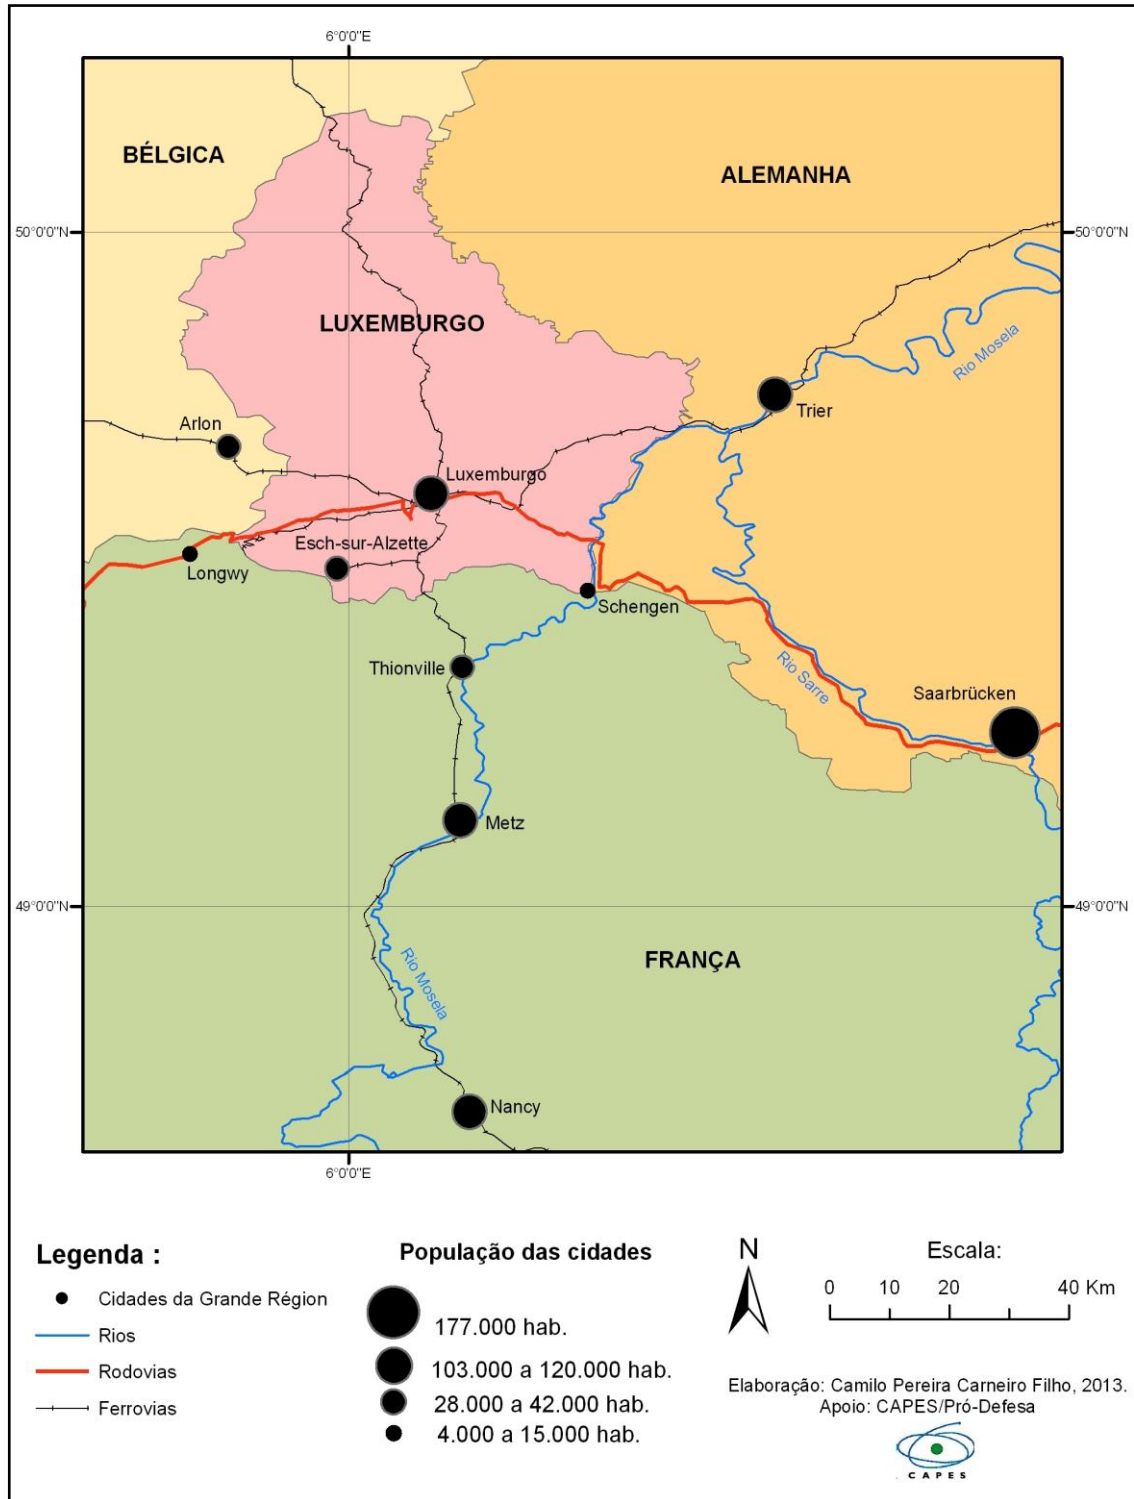 6°0'0"E
BÉLGICA
ALEMANHA
50°0'0"N
50°0'0"N
LUXEMBURGO
Rio Mosela
Trier
Arlon
Luxemburgo
Esch-sur-Alzette
Longwy
Schengen
Thionville
Rio Sarre
Saarbrücken
Metz
49°0'0"N
49°0'0"N
FRANÇA
Rio Mosela
Nancy
6°0'0"E
Legenda :
Cidades da Grande Région
Rios
Rodovias
Ferrovias
População das cidades
177.000 hab.
103.000 a 120.000 hab.
28.000 a 42.000 hab.
4.000 a 15.000 hab.
N
Escala:
0 10 20 40 Km
Elaboração: Camilo Pereira Carneiro Filho, 2013.
Apoio: CAPES/Pró-Defesa
CAPES